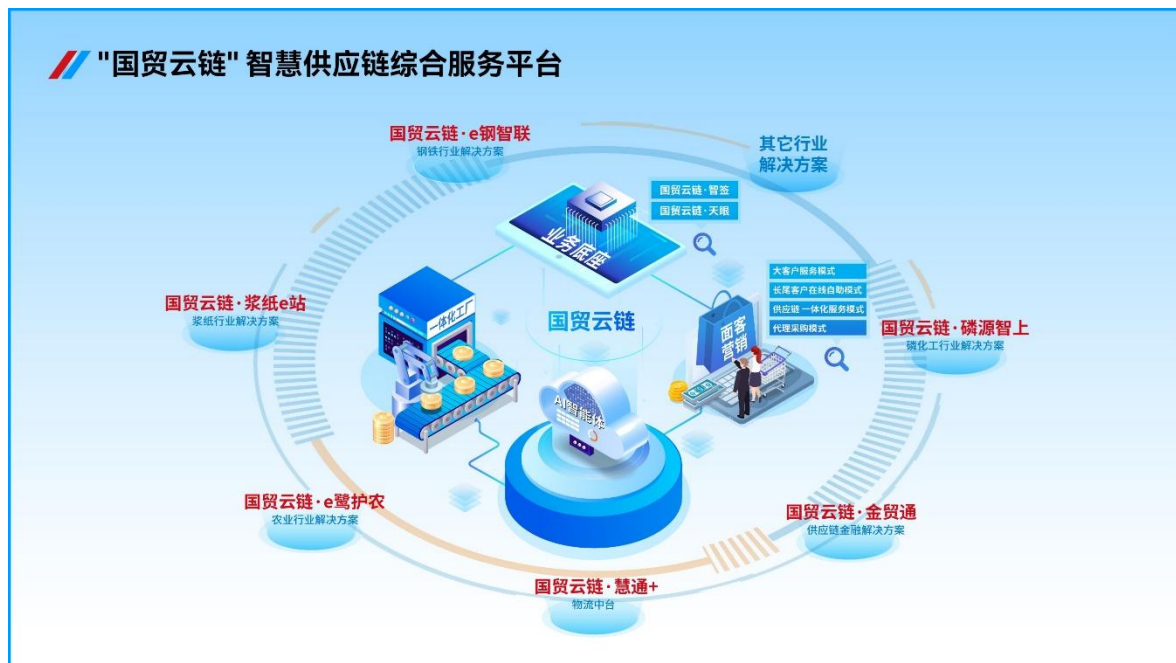 "国贸云链" 智慧供应链综合服务平台
国贸云链·e钢智联
钢铁行业解决方案
其它行业
解决方案
国贸云链·智签
国贸云链·天眼
业务底座
大客户服务模式
长尾客户在线自助模式
供应链一体化服务模式
代理采购模式
国贸云链·浆纸e站
浆纸行业解决方案
一体化工厂
国贸云链
面客
营销
国贸云链·磷源智上
磷化工行业解决方案
AI智能体
国贸云链·e鹭护农
农业行业解决方案
国贸云链·金贸通
供应链金融解决方案
国贸云链·慧通+
物流中台